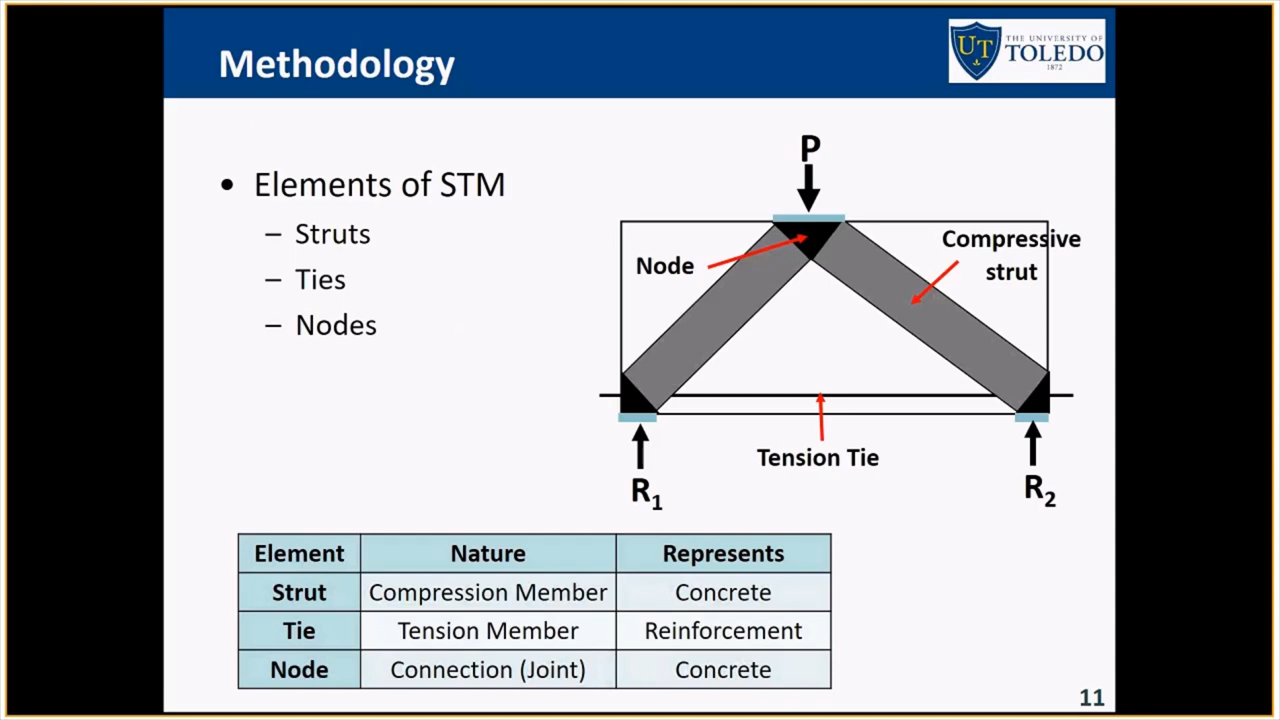 Methodology
UT
THE UNIVERSITY OF
TOLEDO
1872
• Elements of STM
– Struts
– Ties
– Nodes
P
Node
Compressive
strut
Tension Tie
R1
R2
Element Nature Represents
Strut Compression Member Concrete
Tie Tension Member Reinforcement
Node Connection (Joint) Concrete
11